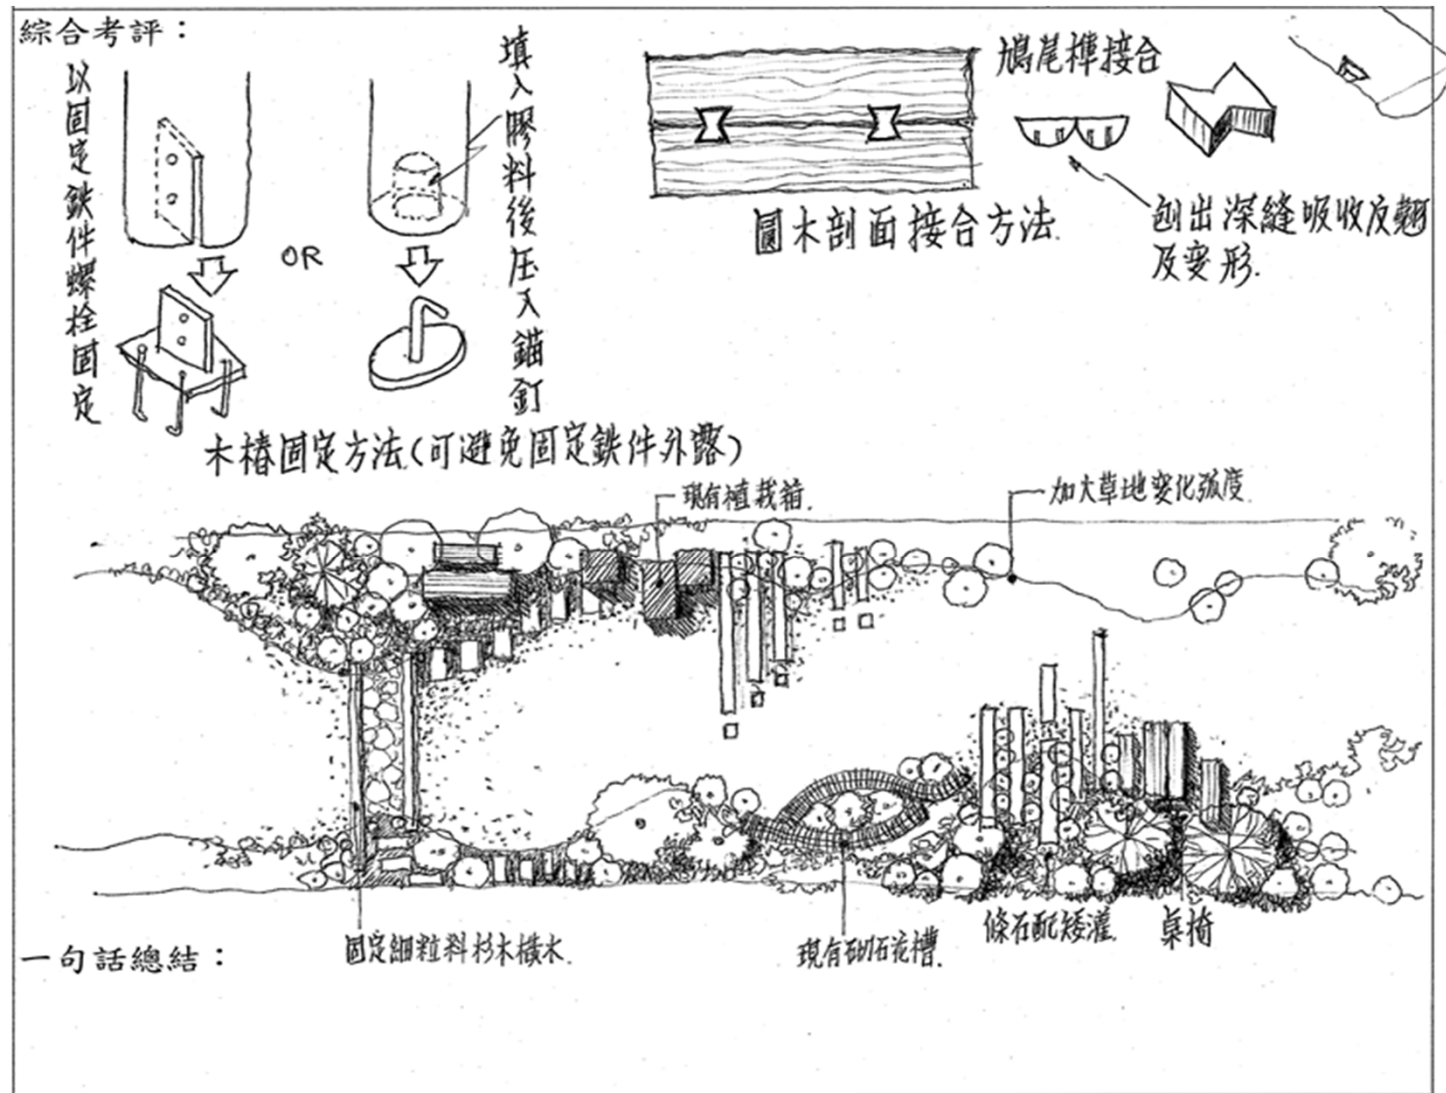 綜合考評：
以固定鉄件螺栓固定
OR
填入膠料後压入錨釘
木樁固定方法(可避免固定鉄件外露)
鳩尾榫接合
圓木剖面接合方法.
刨出深縫吸收反翹
及变形.
現有植栽箱.
加大草地变化弧度.
固定細粒料杉木橫木.
現有砌石花槽.
條石配矮灌.
桌椅
一句話總結：